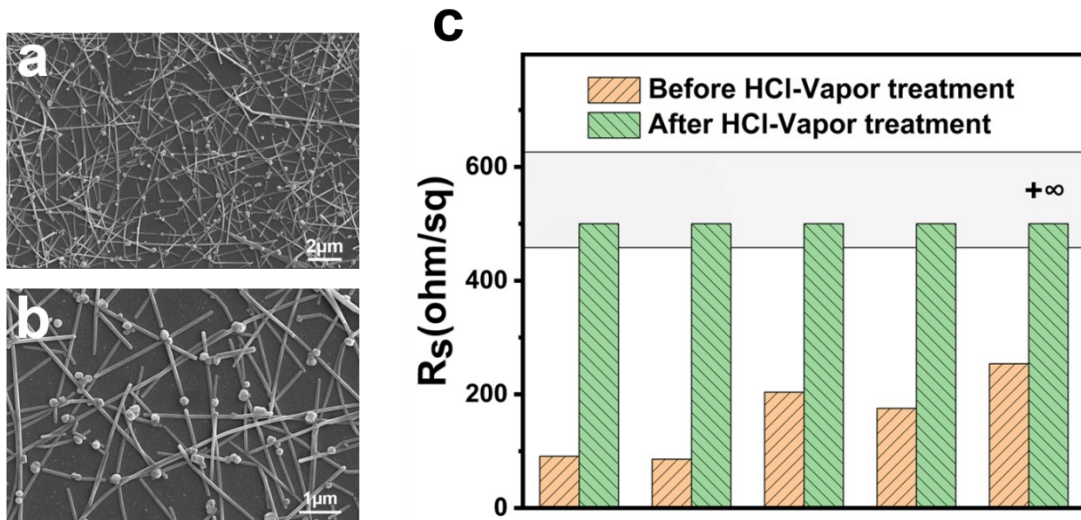 a
2μm
b
1μm
c
Before HCl-Vapor treatment
After HCl-Vapor treatment
Rs(ohm/sq)
600
400
200
0
+∞